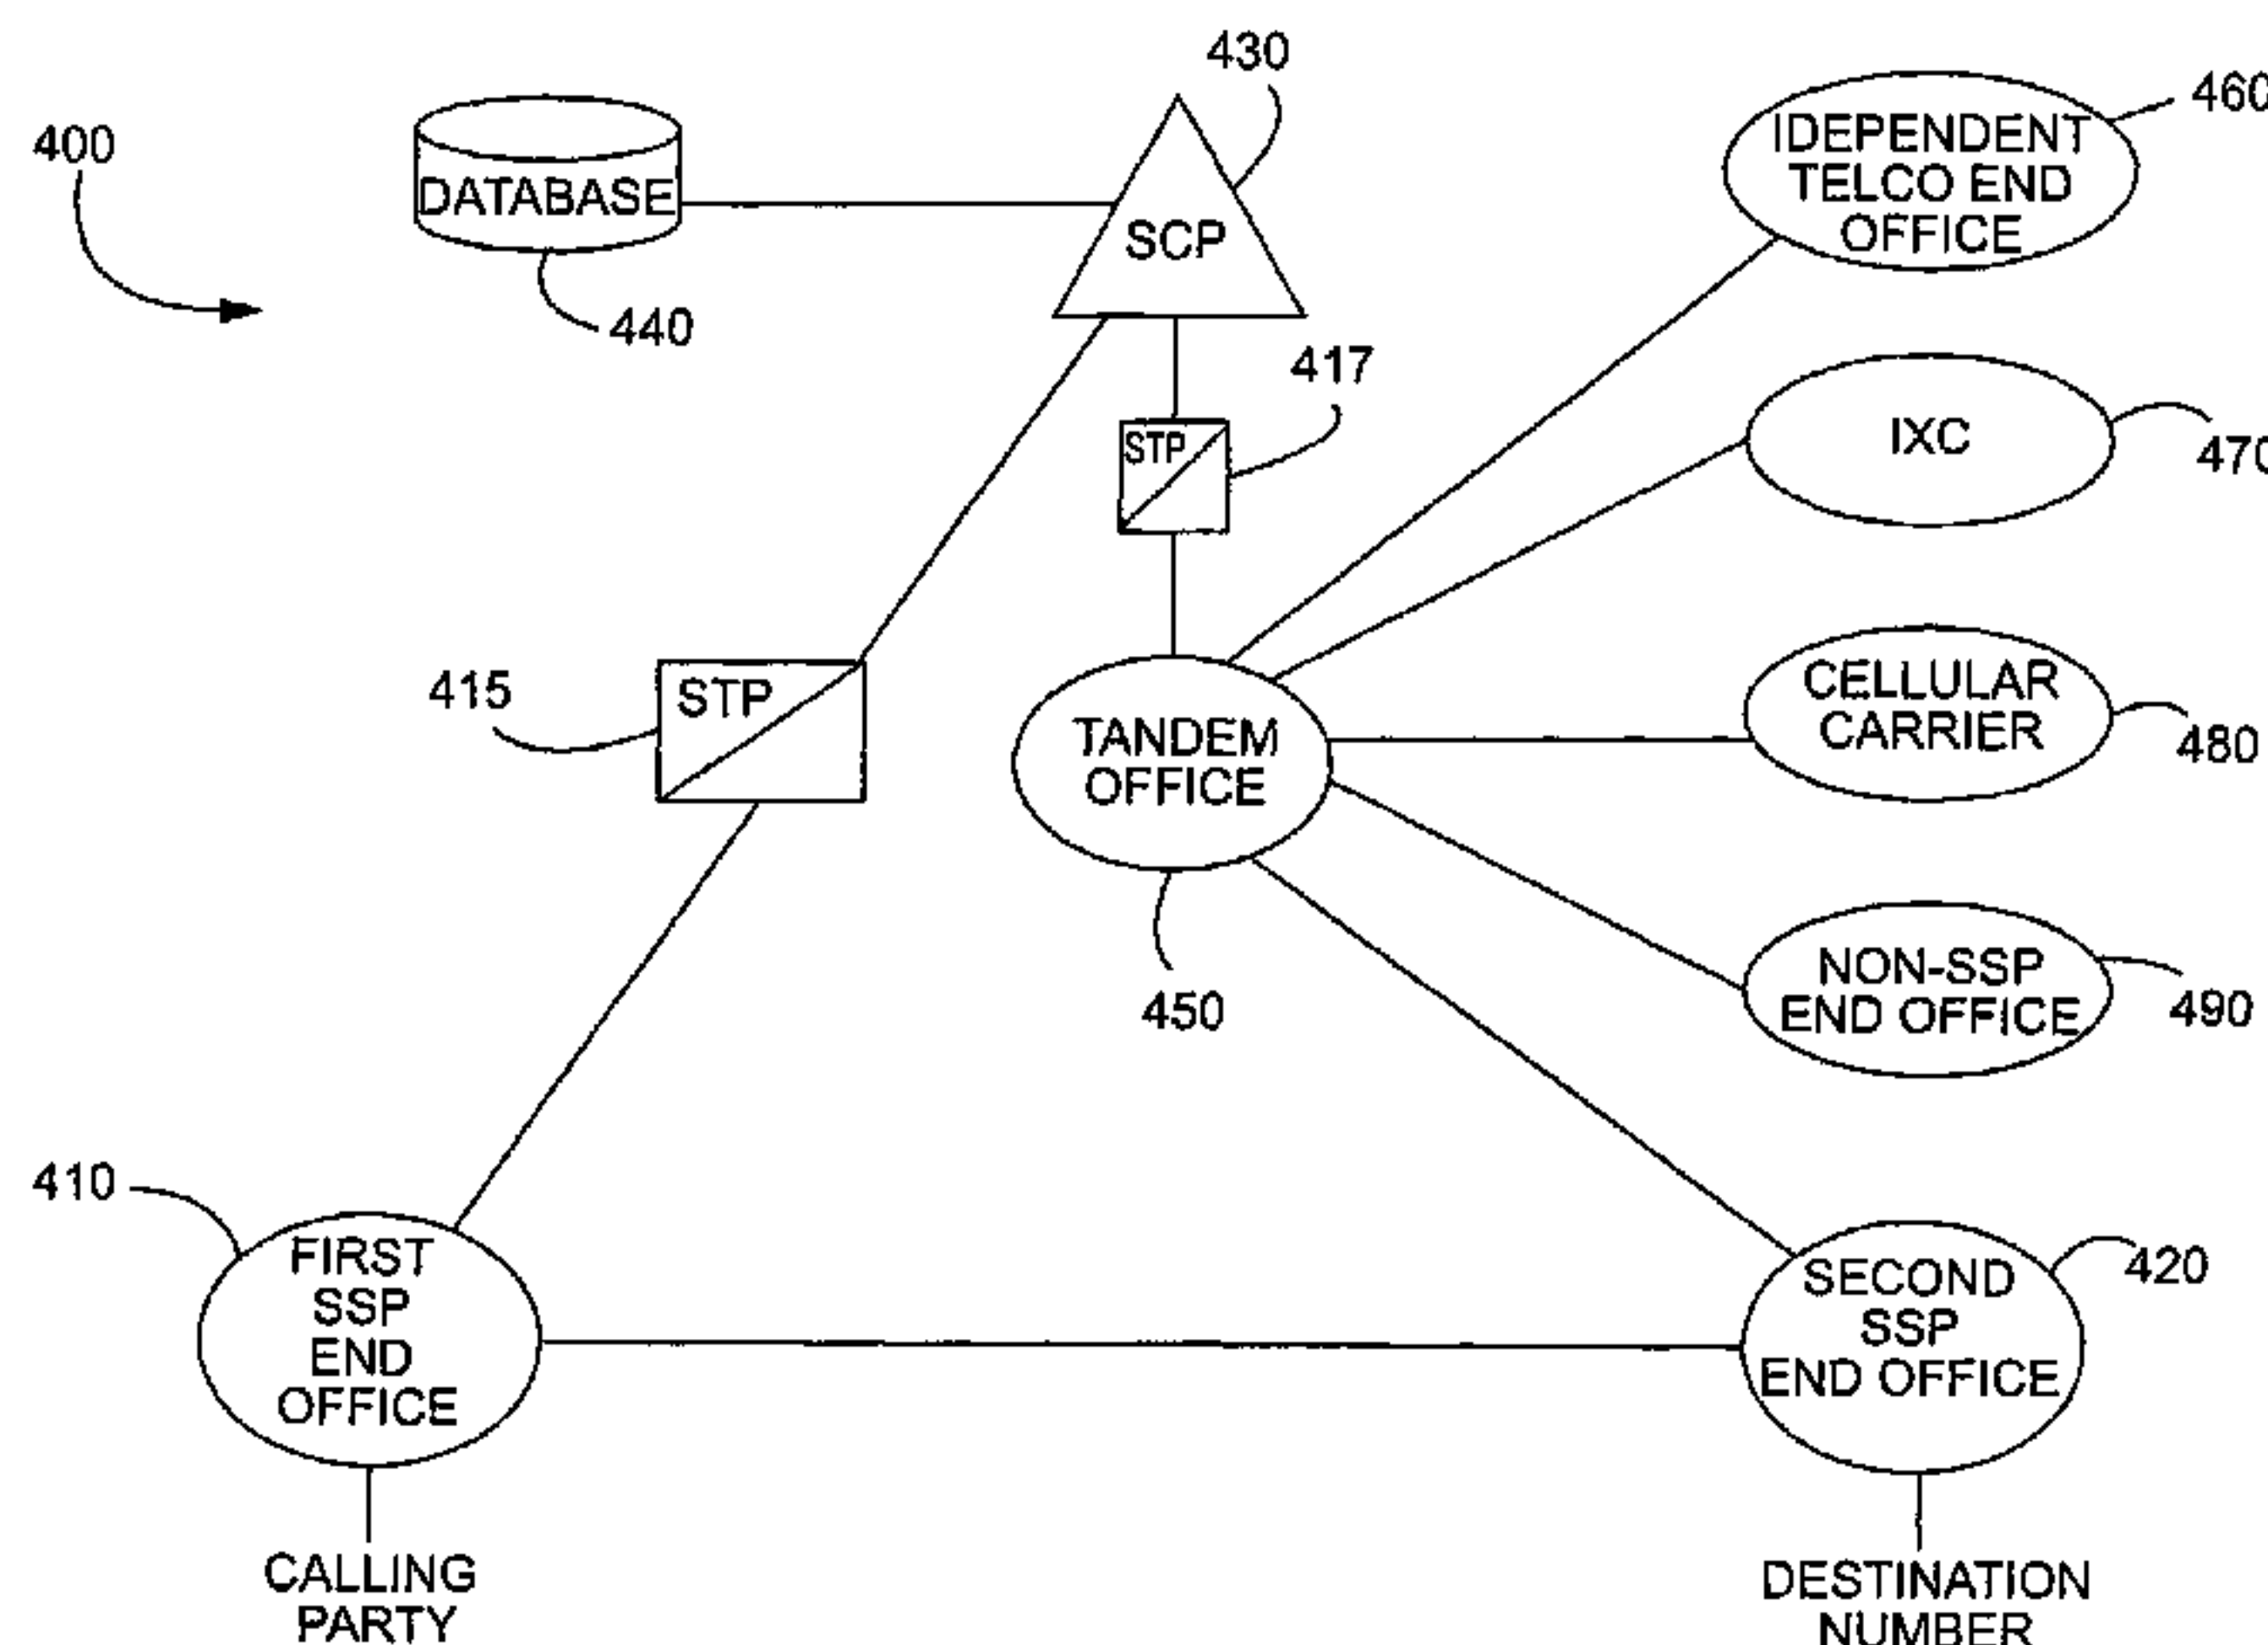 430
460
400
DATABASE
IDEPENDENT
TELCO END
OFFICE
SCP
440
417
STP
IXC
470
415
STP
TANDEM
OFFICE
CELLULAR
CARRIER
480
450
NON-SSP
END OFFICE
490
410
FIRST
SSP
END
OFFICE
SECOND
SSP
END OFFICE
420
CALLING
PARTY
DESTINATION
NUMBER